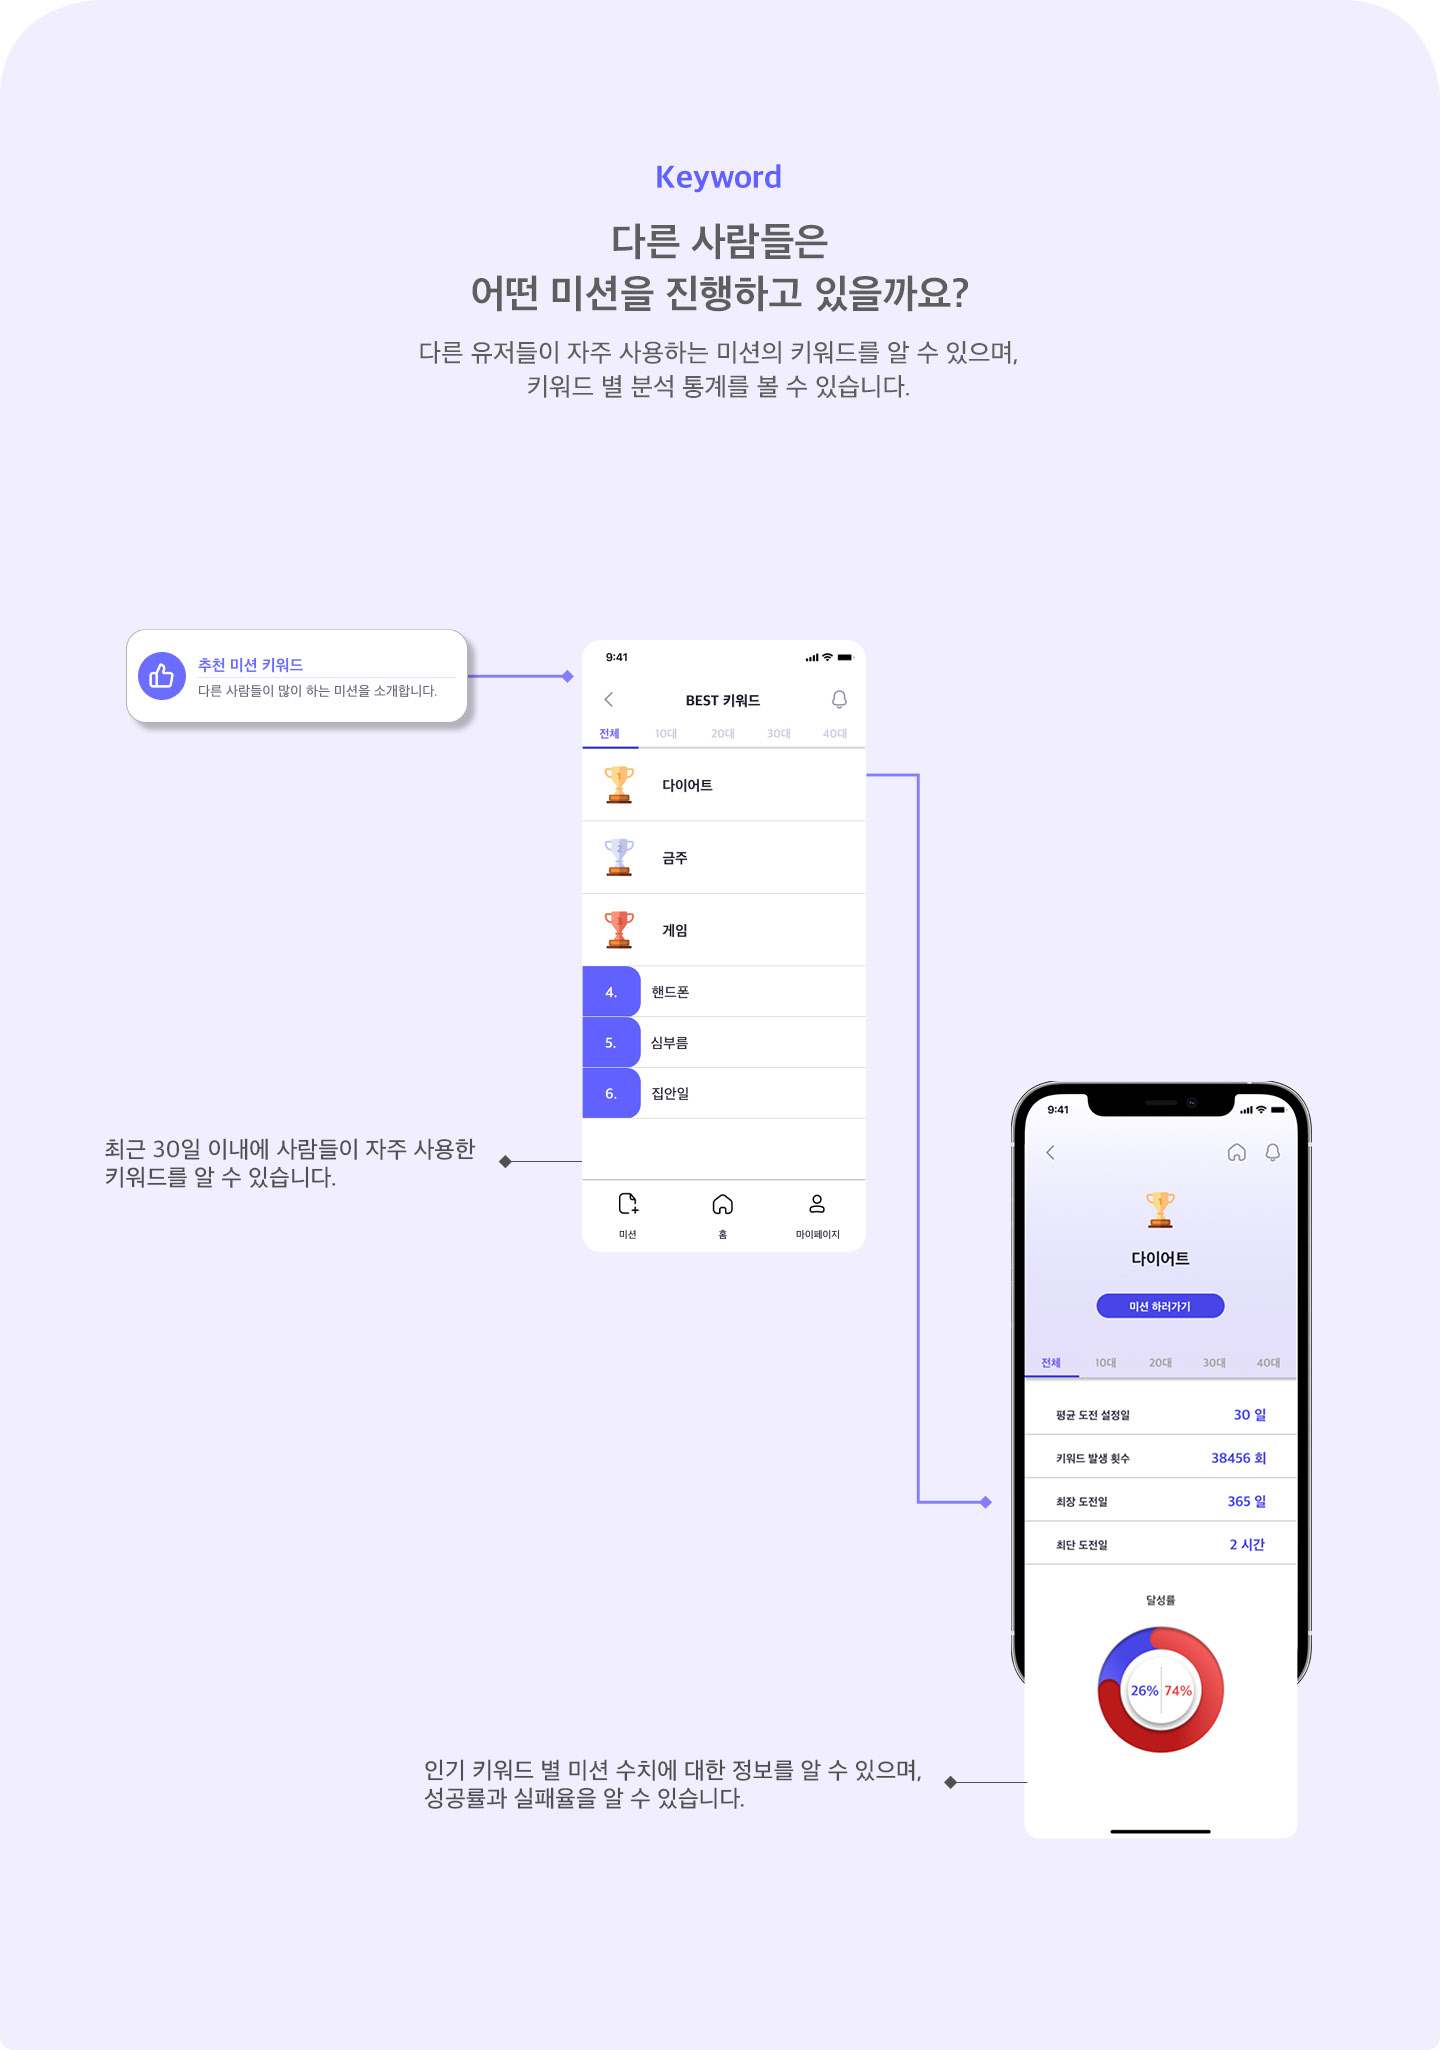 Keyword
다른 사람들은
어떤 미션을 진행하고 있을까요?
다른 유저들이 자주 사용하는 미션의 키워드를 알 수 있으며,
키워드 별 분석 통계를 볼 수 있습니다.
추천 미션 키워드
다른 사람들이 많이 하는 미션을 소개합니다.
9:41
BEST 키워드
전체 10대 20대 30대 40대
1 다이어트
2 금주
3 게임
4. 핸드폰
5. 심부름
6. 집안일
미션 홈 마이페이지
최근 30일 이내에 사람들이 자주 사용한
키워드를 알 수 있습니다.
9:41
1
다이어트
미션 하러가기
전체 10대 20대 30대 40대
평균 도전 설정일 30 일
키워드 발생 횟수 38456 회
최장 도전일 365 일
최단 도전일 2 시간
달성률
26% 74%
인기 키워드 별 미션 수치에 대한 정보를 알 수 있으며,
성공률과 실패율을 알 수 있습니다.